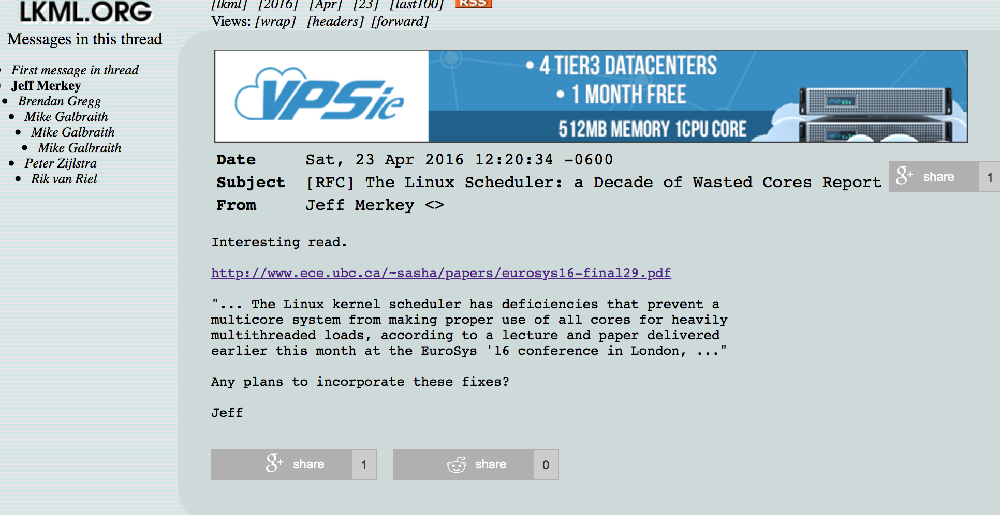 LKML.ORG
[lkml] [2016] [Apr] [23] [last100] RSS
Views: [wrap] [headers] [forward]
Messages in this thread
First message in thread
Jeff Merkey
Brendan Gregg
Mike Galbraith
Mike Galbraith
Mike Galbraith
Peter Zijlstra
Rik van Riel
VPSie
• 4 TIER3 DATACENTERS
• 1 MONTH FREE
512MB MEMORY 1CPU CORE
Date Sat, 23 Apr 2016 12:20:34 -0600
Subject [RFC] The Linux Scheduler: a Decade of Wasted Cores Report
g+ share 1
From Jeff Merkey <>
Interesting read.
http://www.ece.ubc.ca/~sasha/papers/eurosys16-final29.pdf
"... The Linux kernel scheduler has deficiencies that prevent a
multicore system from making proper use of all cores for heavily
multithreaded loads, according to a lecture and paper delivered
earlier this month at the EuroSys '16 conference in London, ..."
Any plans to incorporate these fixes?
Jeff
g+ share 1
share 0